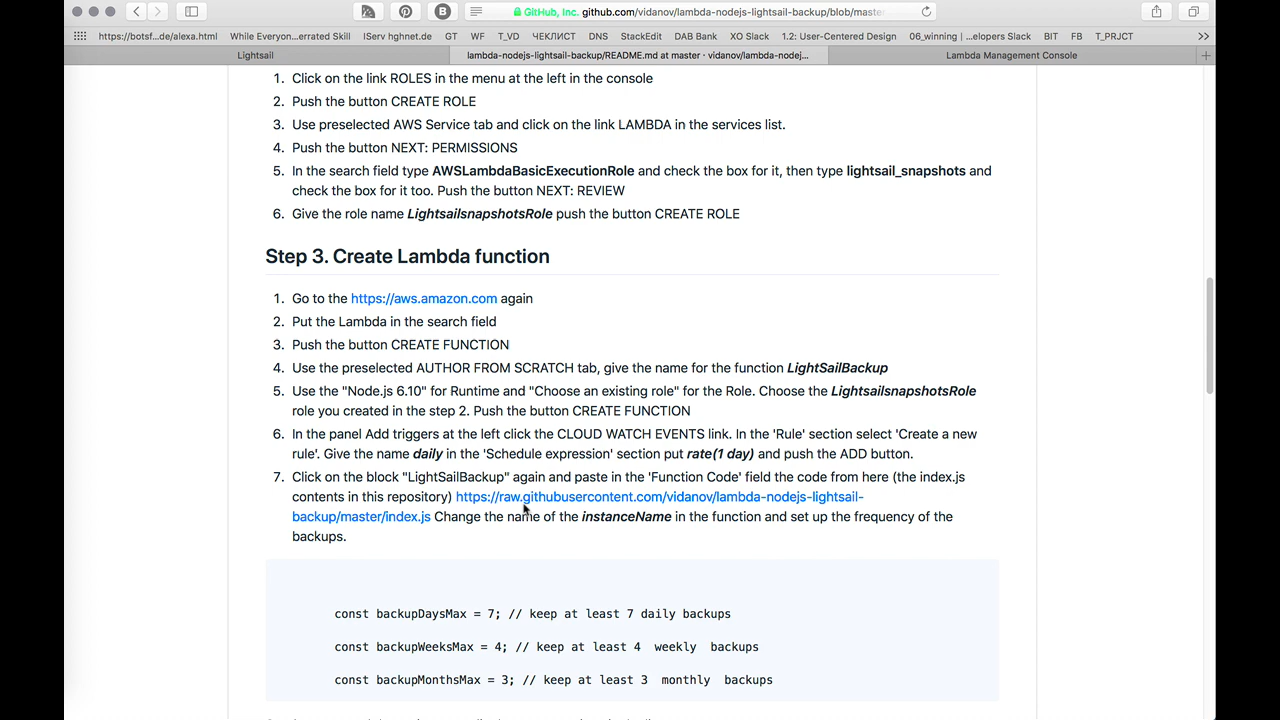 GitHub, Inc. github.com/vidanov/lambda-nodejs-lightsail-backup/blob/master
https://botsf...de/alexa.html While Everyon...errated Skill IServ hghnet.de GT WF T_VD ЧЕКЛИСТ DNS StackEdit DAB Bank XO Slack 1.2: User-Centered Design 06_winning |...elopers Slack BIT FB T_PRJCT
Lightsail lambda-nodejs-lightsail-backup/README.md at master · vidanov/lambda-nodej... Lambda Management Console
1. Click on the link ROLES in the menu at the left in the console
2. Push the button CREATE ROLE
3. Use preselected AWS Service tab and click on the link LAMBDA in the services list.
4. Push the button NEXT: PERMISSIONS
5. In the search field type AWSLambdaBasicExecutionRole and check the box for it, then type lightsail_snapshots and
check the box for it too. Push the button NEXT: REVIEW
6. Give the role name LightsailsnapshotsRole push the button CREATE ROLE
Step 3. Create Lambda function
1. Go to the https://aws.amazon.com again
2. Put the Lambda in the search field
3. Push the button CREATE FUNCTION
4. Use the preselected AUTHOR FROM SCRATCH tab, give the name for the function LightSailBackup
5. Use the "Node.js 6.10" for Runtime and "Choose an existing role" for the Role. Choose the LightsailsnapshotsRole
role you created in the step 2. Push the button CREATE FUNCTION
6. In the panel Add triggers at the left click the CLOUD WATCH EVENTS link. In the 'Rule' section select 'Create a new
rule'. Give the name daily in the 'Schedule expression' section put rate(1 day) and push the ADD button.
7. Click on the block "LightSailBackup" again and paste in the 'Function Code' field the code from here (the index.js
contents in this repository) https://raw.githubusercontent.com/vidanov/lambda-nodejs-lightsail-
backup/master/index.js Change the name of the instanceName in the function and set up the frequency of the
backups.
const backupDaysMax = 7; // keep at least 7 daily backups
const backupWeeksMax = 4; // keep at least 4 weekly backups
const backupMonthsMax = 3; // keep at least 3 monthly backups